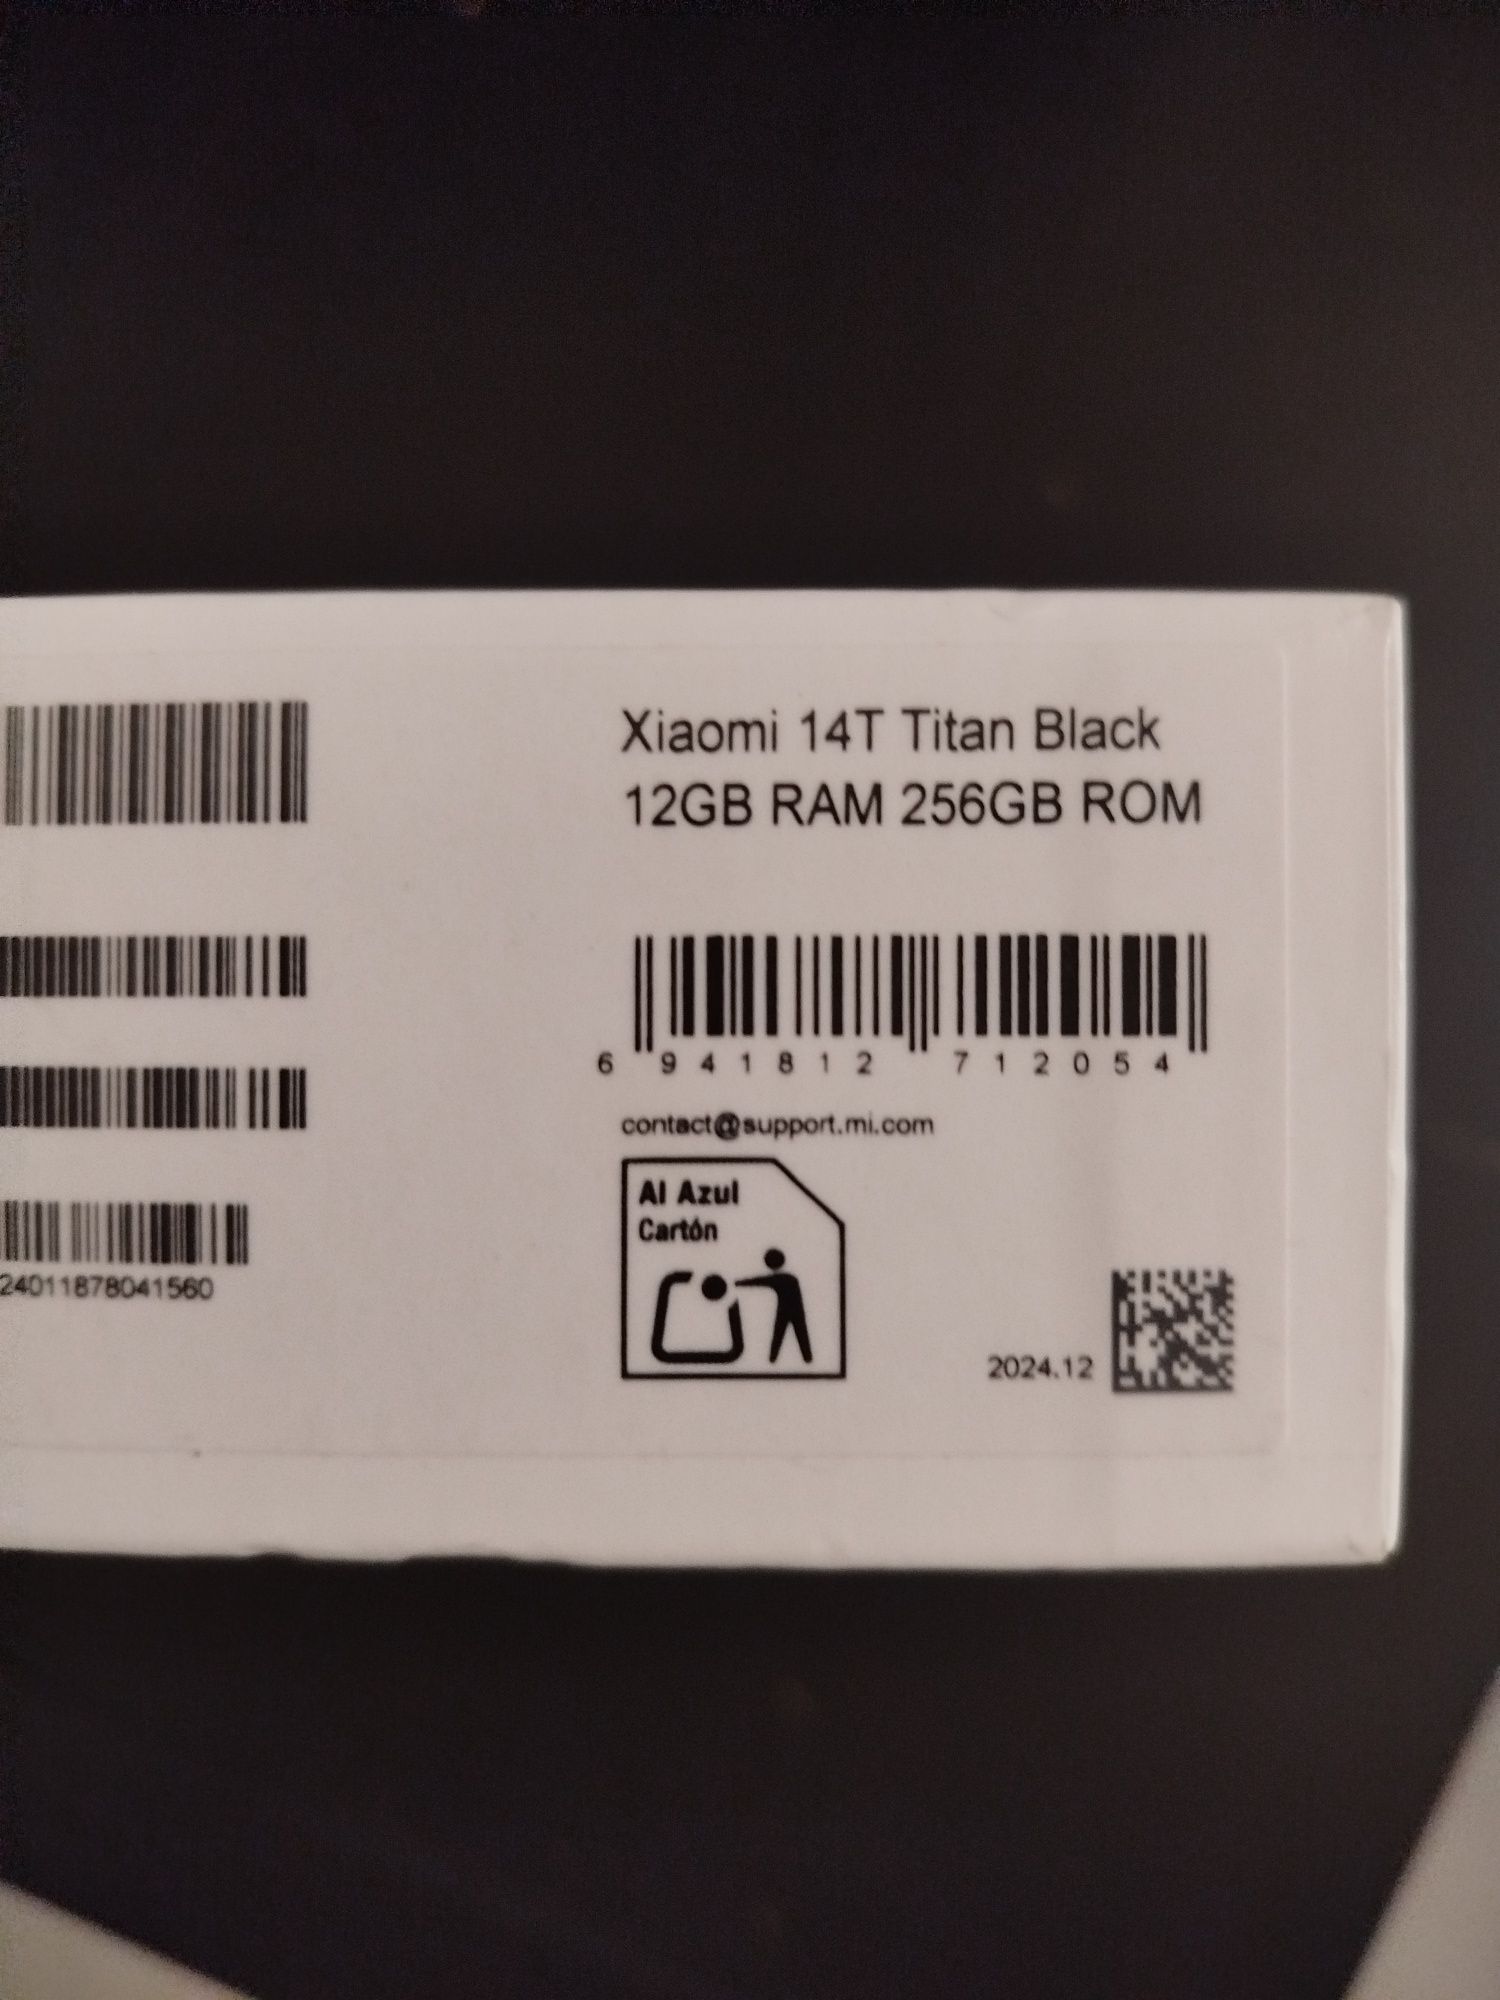 Xiaomi 14T Titan Black
12GB RAM 256GB ROM
6 941812 712054
contact@support.mi.com
Al Azul
Cartón
24011878041560
2024.12